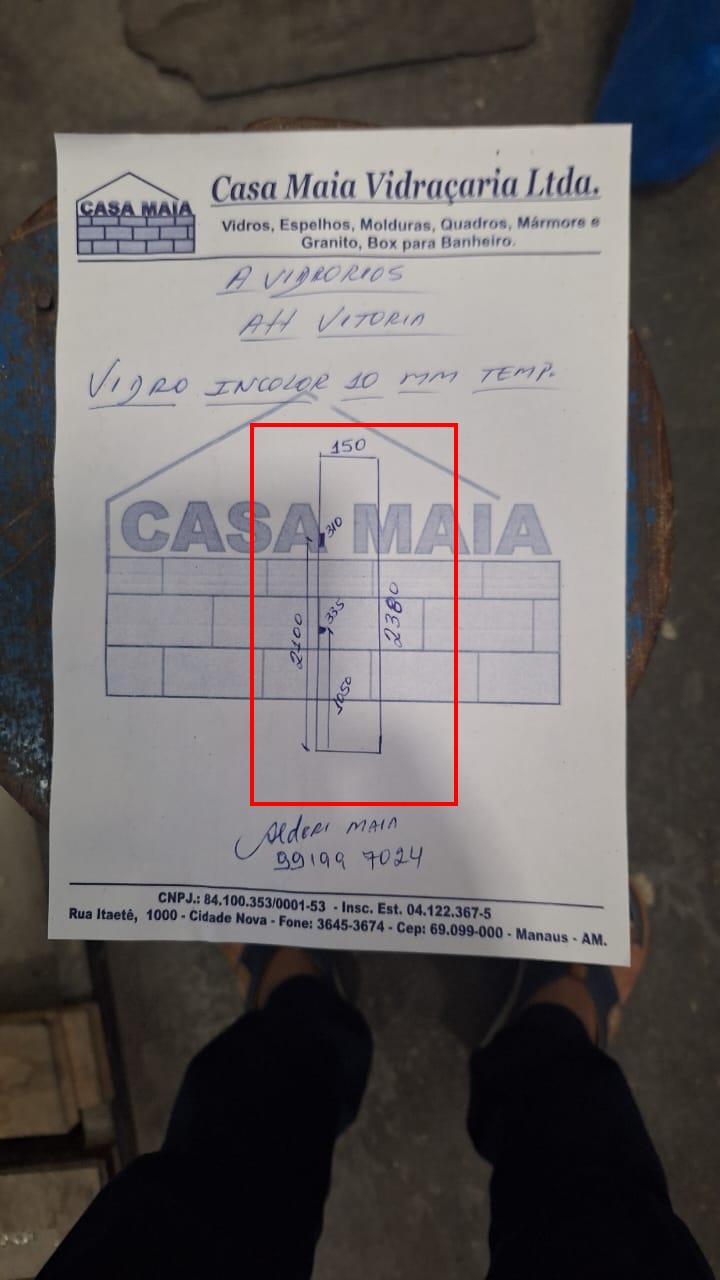 CASA MAIA
Casa Maia Vidraçaria Ltda.
Vidros, Espelhos, Molduras, Quadros, Mármore e
Granito, Box para Banheiro.
A VIDRORIOS
Att VITORIA
VIDRO INCOLOR 10 MM TEMP.
150
CASA MAIA
310
335
2100
2380
1050
Alderi MAIA
99199 7024
CNPJ.: 84.100.353/0001-53 - Insc. Est. 04.122.367-5
Rua Itaetê, 1000 - Cidade Nova - Fone: 3645-3674 - Cep: 69.099-000 - Manaus - AM.